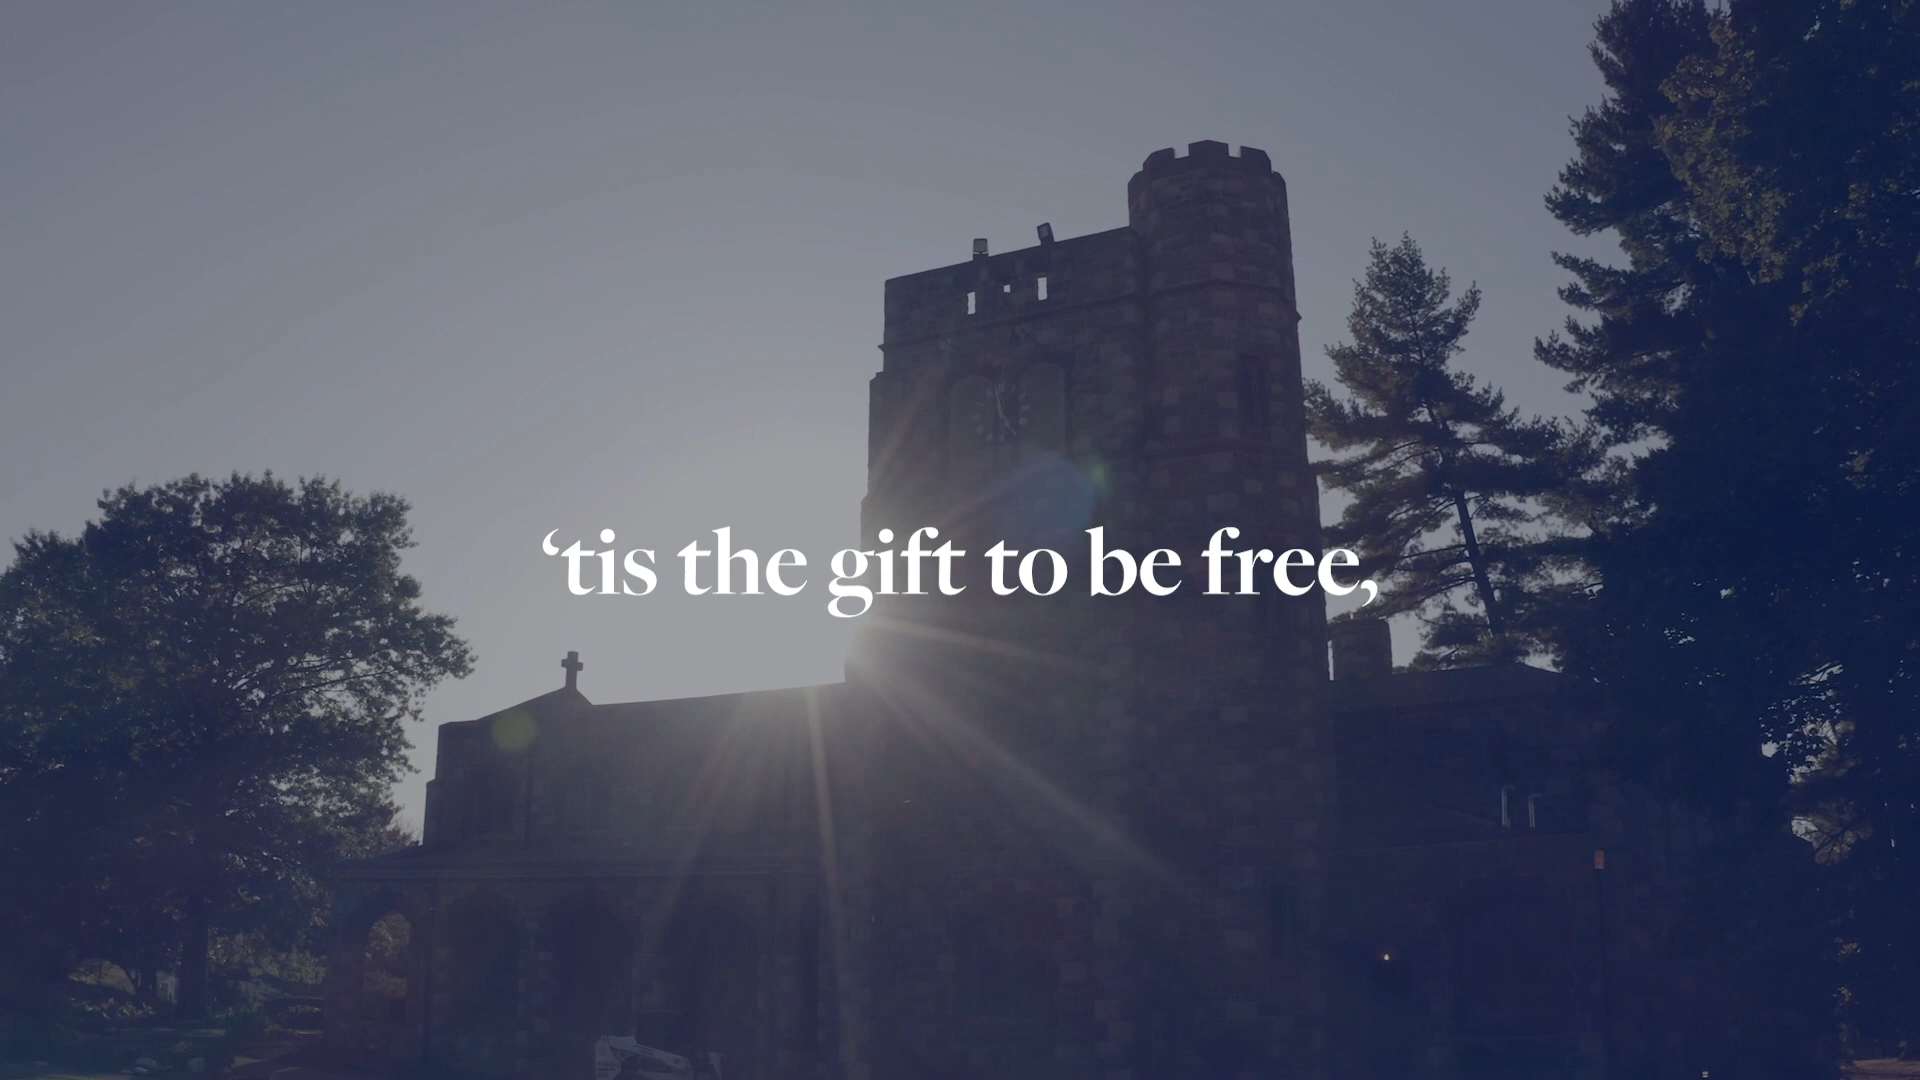 ‘tis the gift to be free,